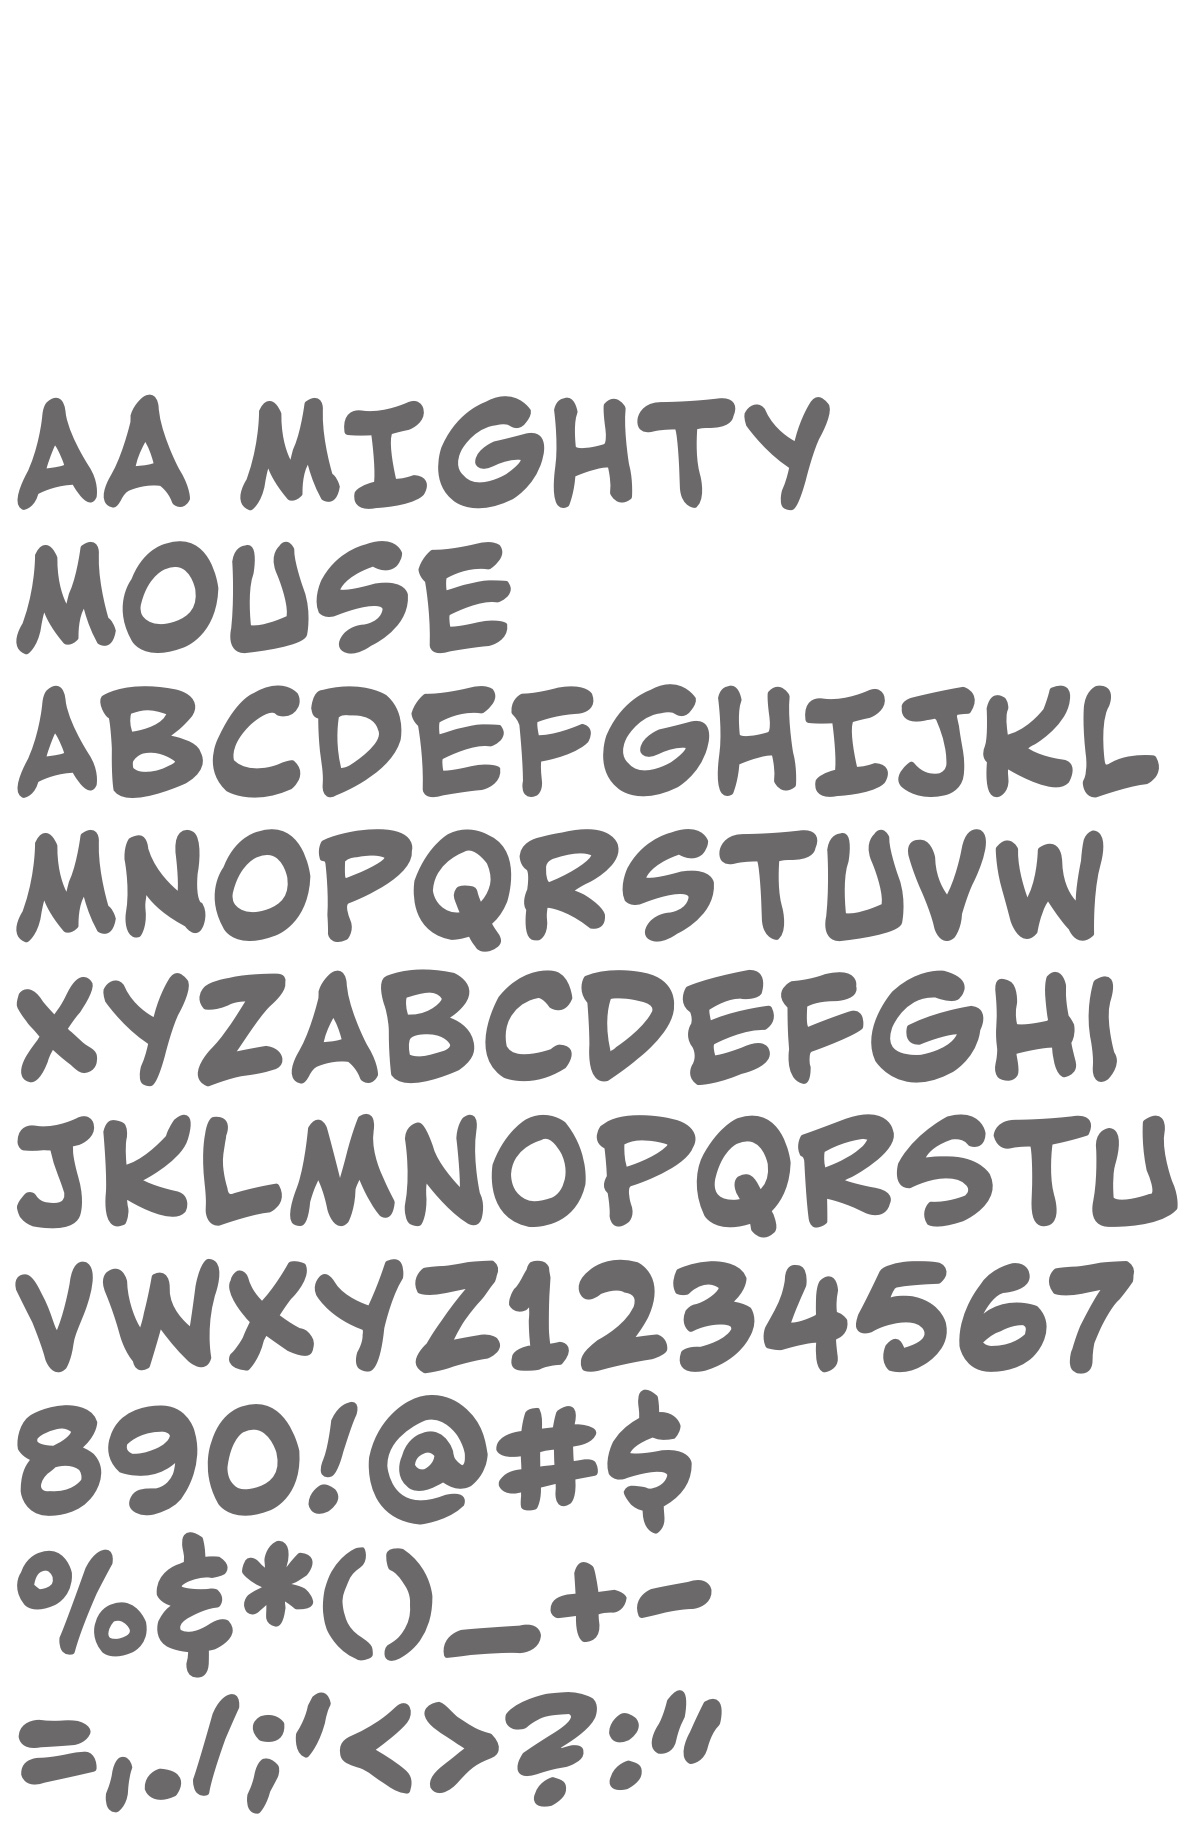 AA MIGHTY
MOUSE
ABCDEFGHIJKL
MNOPQRSTUVW
XYZABCDEFGHI
JKLMNOPQRSTU
VWXYZ1234567
890!@#$
%&*()_+-
=,./;'<>?:"